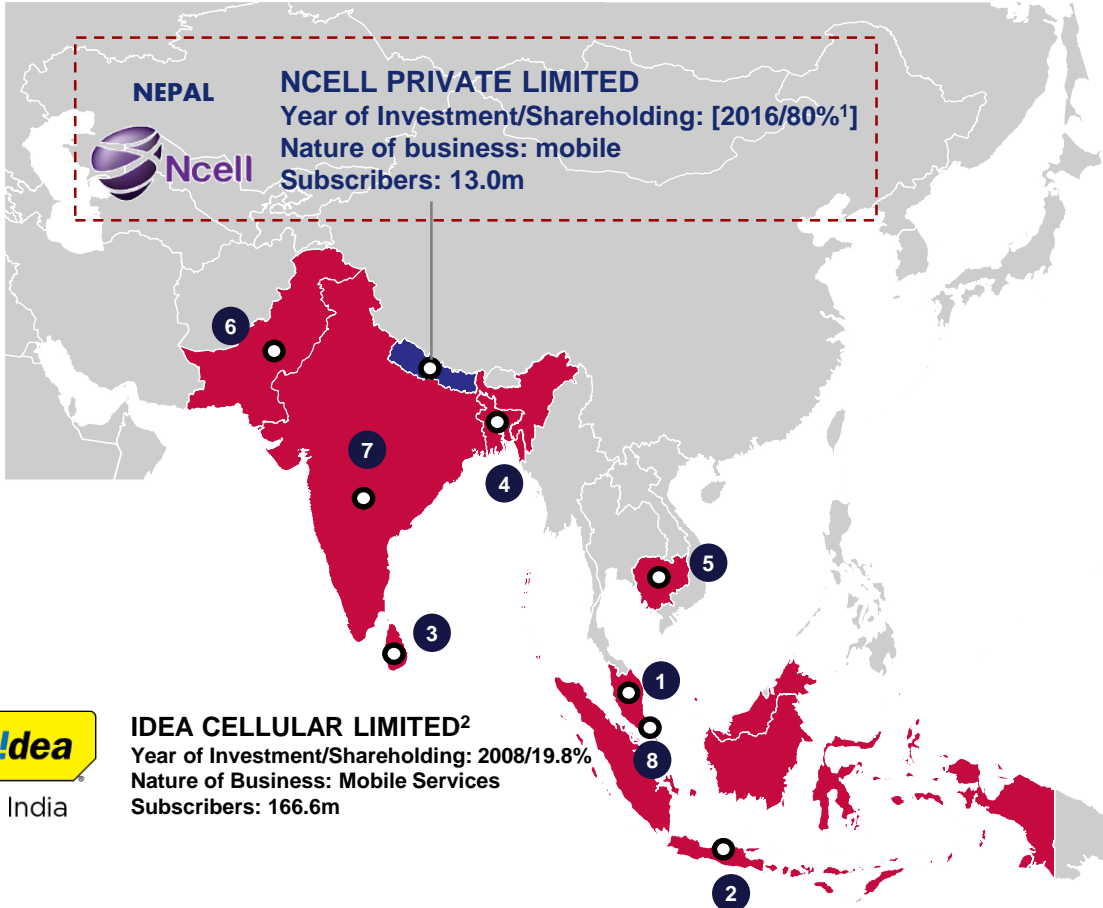 NEPAL
Ncell
NCELL PRIVATE LIMITED
Year of Investment/Shareholding: [2016/80%¹]
Nature of business: mobile
Subscribers: 13.0m
6
7
4
5
3
1
8
2
!dea
India
IDEA CELLULAR LIMITED²
Year of Investment/Shareholding: 2008/19.8%
Nature of Business: Mobile Services
Subscribers: 166.6m